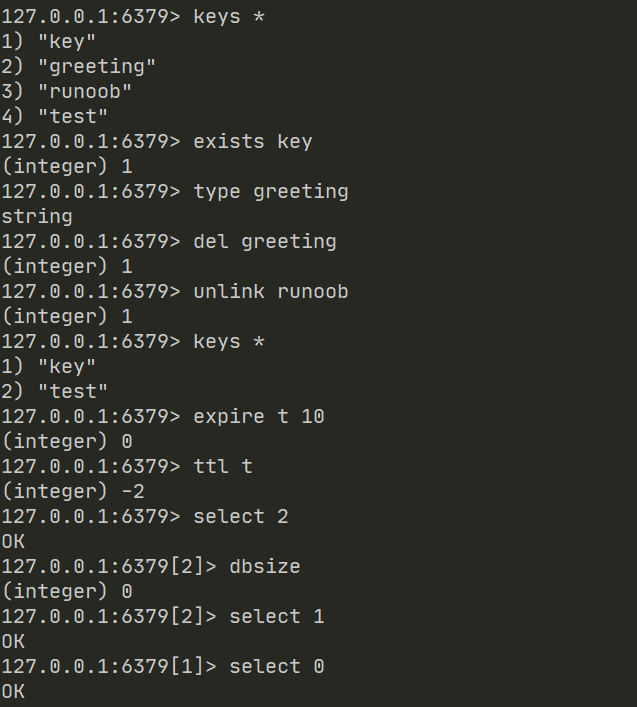 127.0.0.1:6379> keys *
1) "key"
2) "greeting"
3) "runoob"
4) "test"
127.0.0.1:6379> exists key
(integer) 1
127.0.0.1:6379> type greeting
string
127.0.0.1:6379> del greeting
(integer) 1
127.0.0.1:6379> unlink runoob
(integer) 1
127.0.0.1:6379> keys *
1) "key"
2) "test"
127.0.0.1:6379> expire t 10
(integer) 0
127.0.0.1:6379> ttl t
(integer) -2
127.0.0.1:6379> select 2
OK
127.0.0.1:6379[2]> dbsize
(integer) 0
127.0.0.1:6379[2]> select 1
OK
127.0.0.1:6379[1]> select 0
OK